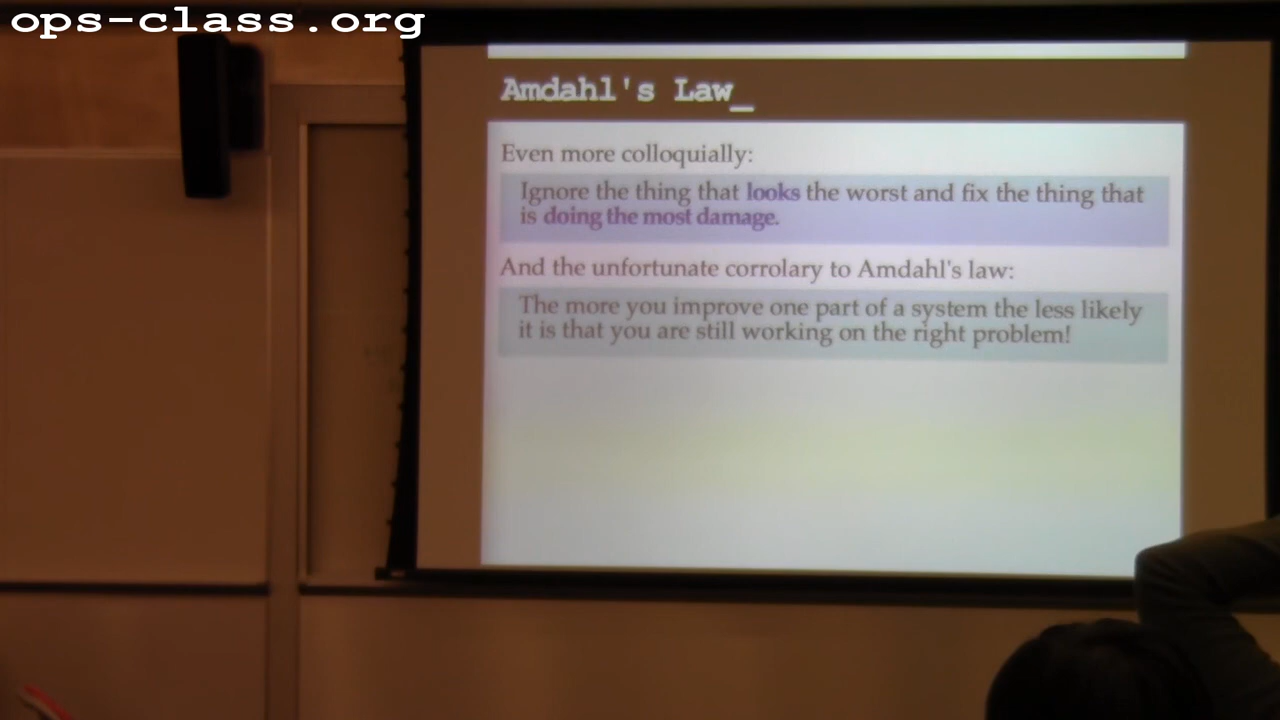 ops-class.org
Amdahl's Law_
Even more colloquially:
Ignore the thing that looks the worst and fix the thing that
is doing the most damage.
And the unfortunate corrolary to Amdahl's law:
The more you improve one part of a system the less likely
it is that you are still working on the right problem!